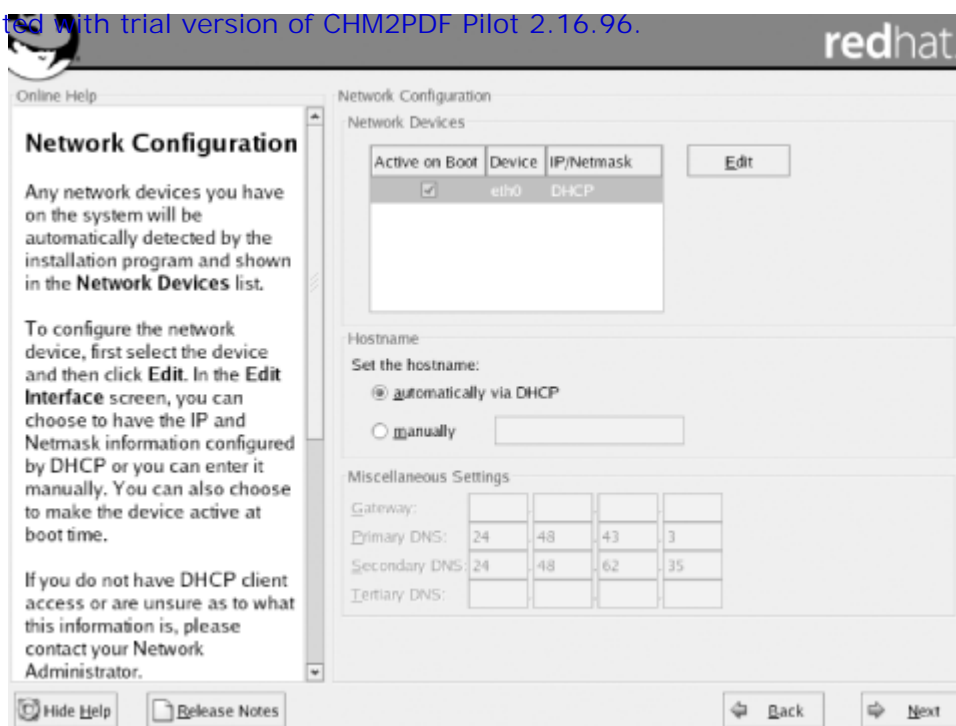 ted with trial version of CHM2PDF Pilot 2.16.96.
redhat.
Online Help
Network Configuration
Any network devices you have
on the system will be
automatically detected by the
installation program and shown
in the Network Devices list.
To configure the network
device, first select the device
and then click Edit. In the Edit
Interface screen, you can
choose to have the IP and
Netmask information configured
by DHCP or you can enter it
manually. You can also choose
to make the device active at
boot time.
If you do not have DHCP client
access or are unsure as to what
this information is, please
contact your Network
Administrator.
Network Configuration
Network Devices
Active on Boot Device IP/Netmask
eth0 DHCP
Edit
Hostname
Set the hostname:
automatically via DHCP
manually
Miscellaneous Settings
Gateway: . . .
Primary DNS: 24 . 48 . 43 . 3
Secondary DNS: 24 . 48 . 62 . 35
Tertiary DNS: . . .
Hide Help
Release Notes
Back
Next